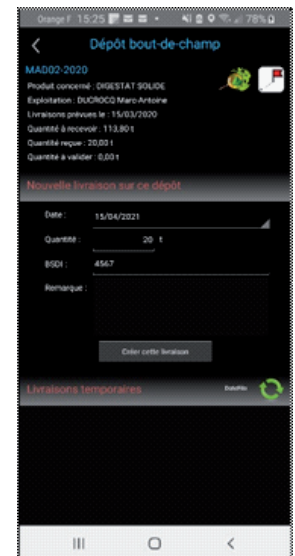 Orange F 15:25 78%
Dépôt bout-de-champ
MAD02-2020
Produit concerné : DIGESTAT SOLIDE
Exploitation : DUCROCQ Marc-Antoine
Livraisons prévues le : 15/03/2020
Quantité à recevoir : 113,80 t
Quantité reçue : 20,00 t
Quantité à valider : 0,00 t
Nouvelle livraison sur ce dépôt
Date : 15/04/2021
Quantité : 20 t
BSDI : 4567
Remarque :
Créer cette livraison
Livraisons temporaires